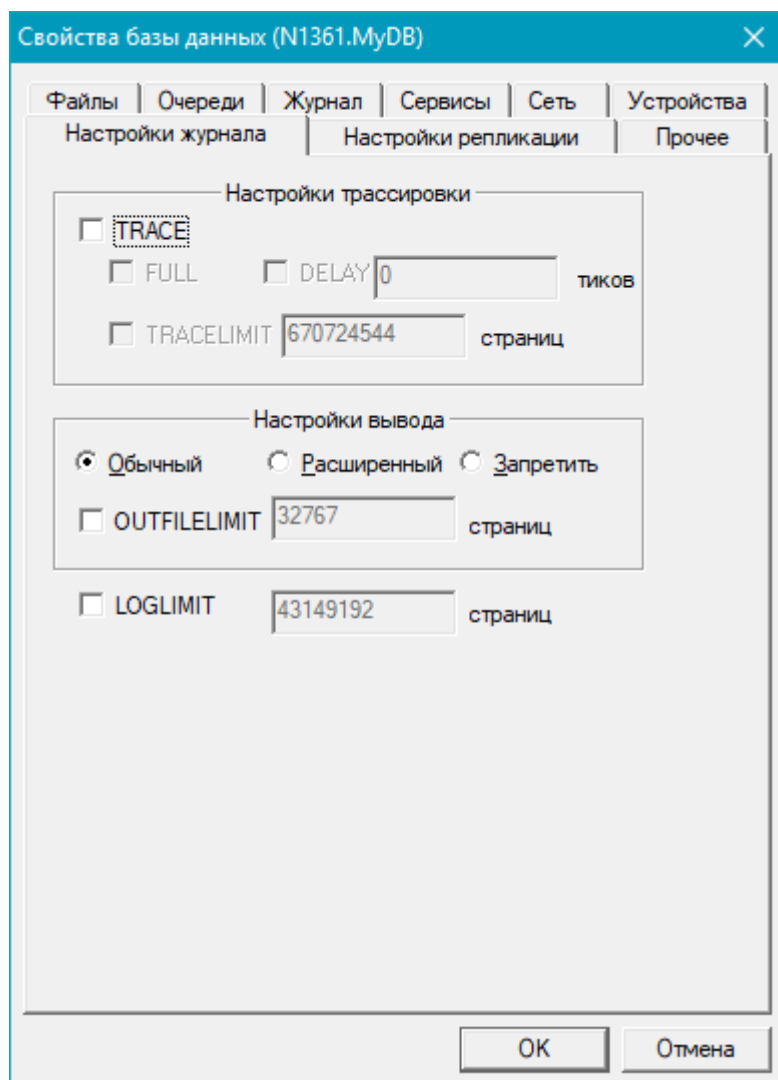 Свойства базы данных (N1361.MyDB)
Файлы Очереди Журнал Сервисы Сеть Устройства
Настройки журнала Настройки репликации Прочее
Настройки трассировки
TRACE
FULL DELAY 0 тиков
TRACELIMIT 670724544 страниц
Настройки вывода
Обычный Расширенный Запретить
OUTFILELIMIT 32767 страниц
LOGLIMIT 43149192 страниц
OK Отмена